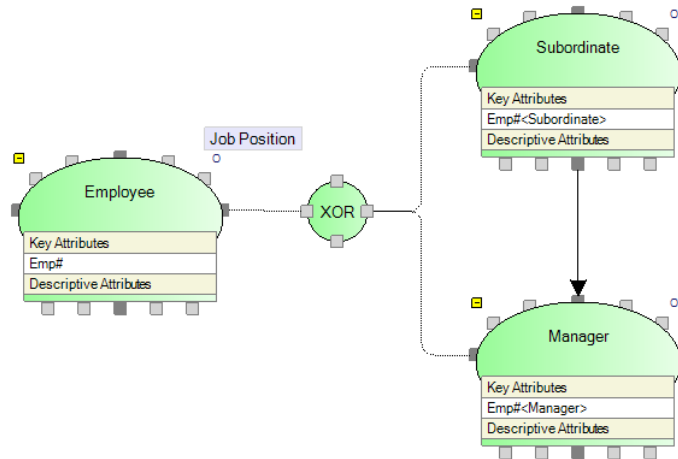 Subordinate
Key Attributes
Emp#<Subordinate>
Descriptive Attributes
Job Position
Employee
Key Attributes
Emp#
Descriptive Attributes
XOR
Manager
Key Attributes
Emp#<Manager>
Descriptive Attributes